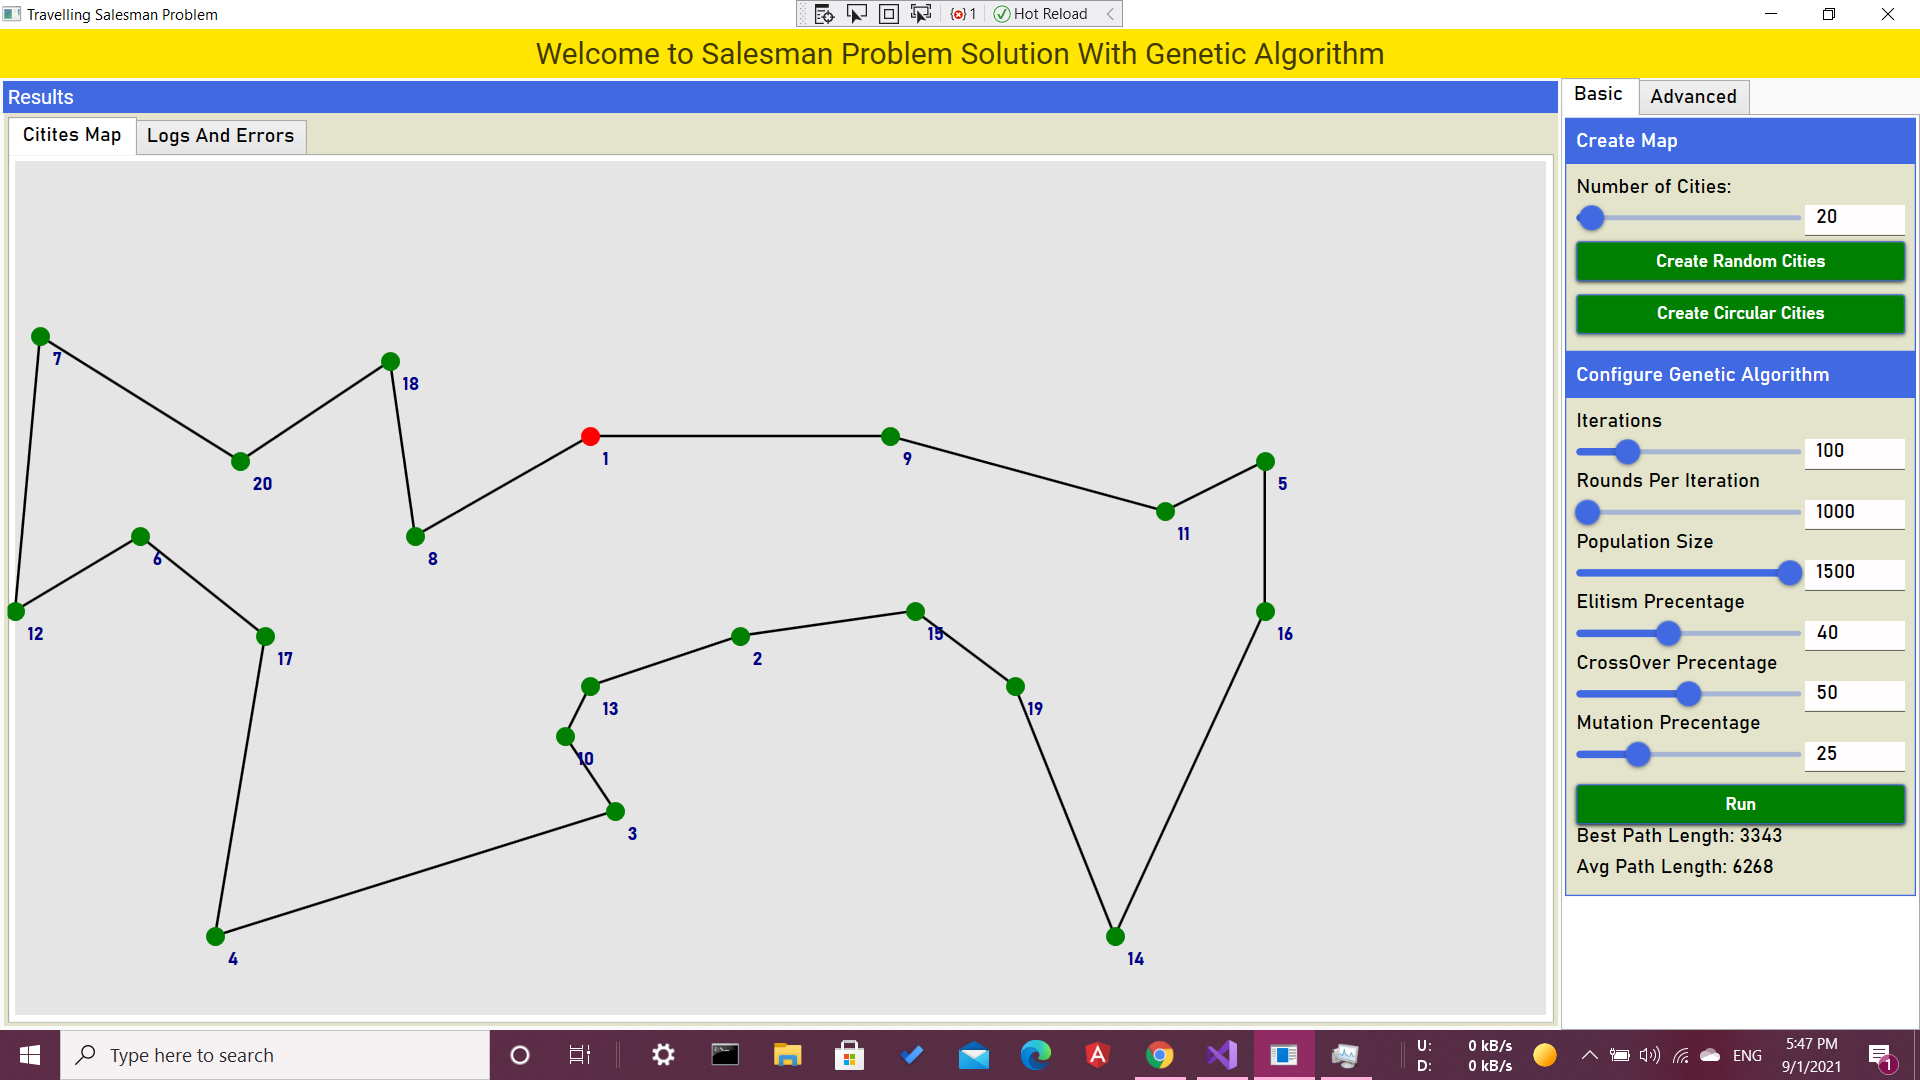 Travelling Salesman Problem
1
Hot Reload
Welcome to Salesman Problem Solution With Genetic Algorithm
Results
Citites Map
Logs And Errors
7
18
1
9
5
20
11
6
8
12
17
2
15
16
13
19
10
3
4
14
Basic
Advanced
Create Map
Number of Cities:
20
Create Random Cities
Create Circular Cities
Configure Genetic Algorithm
Iterations
100
Rounds Per Iteration
1000
Population Size
1500
Elitism Precentage
40
CrossOver Precentage
50
Mutation Precentage
25
Run
Best Path Length: 3343
Avg Path Length: 6268
Type here to search
U: 0 kB/s
D: 0 kB/s
ENG
5:47 PM
9/1/2021
1